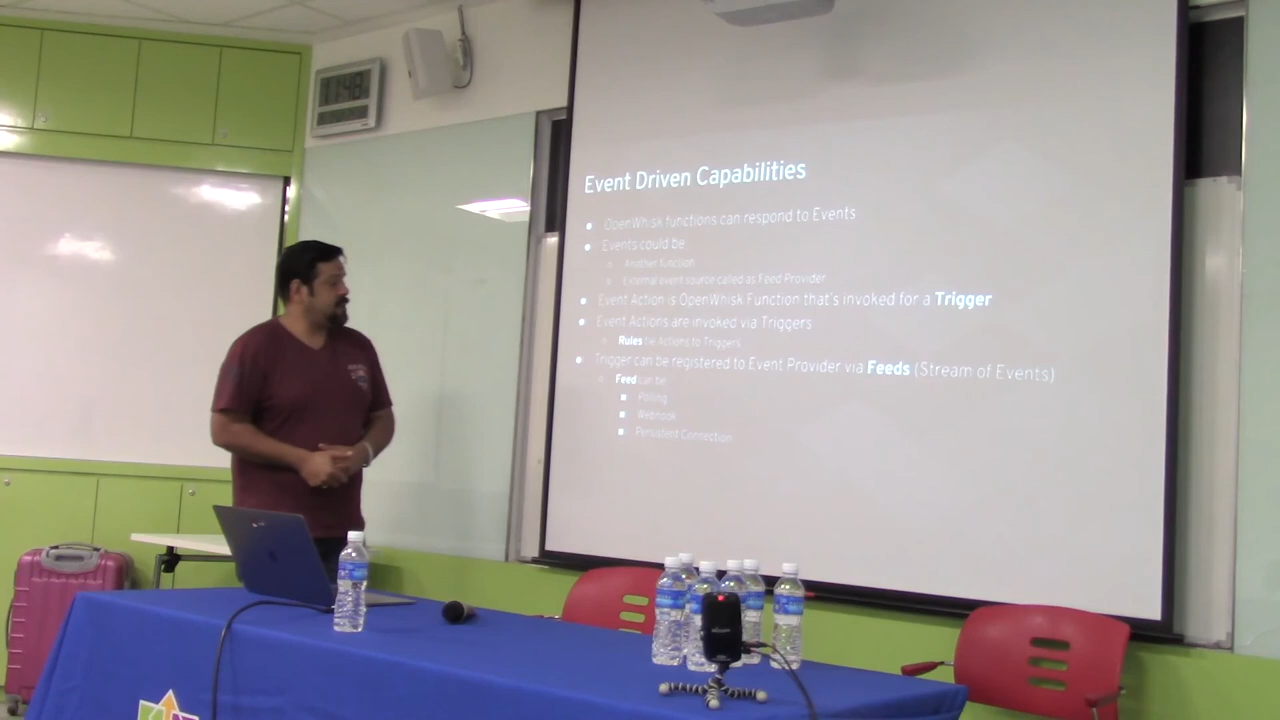 11:48
Event Driven Capabilities
OpenWhisk functions can respond to Events
Events could be
Another function
External event source called as Feed Provider
Event Action is OpenWhisk Function that's invoked for a Trigger
Event Actions are invoked via Triggers
Rules tie Actions to Triggers
Trigger can be registered to Event Provider via Feeds (Stream of Events)
Feed can be
Polling
Webhook
Persistent Connection